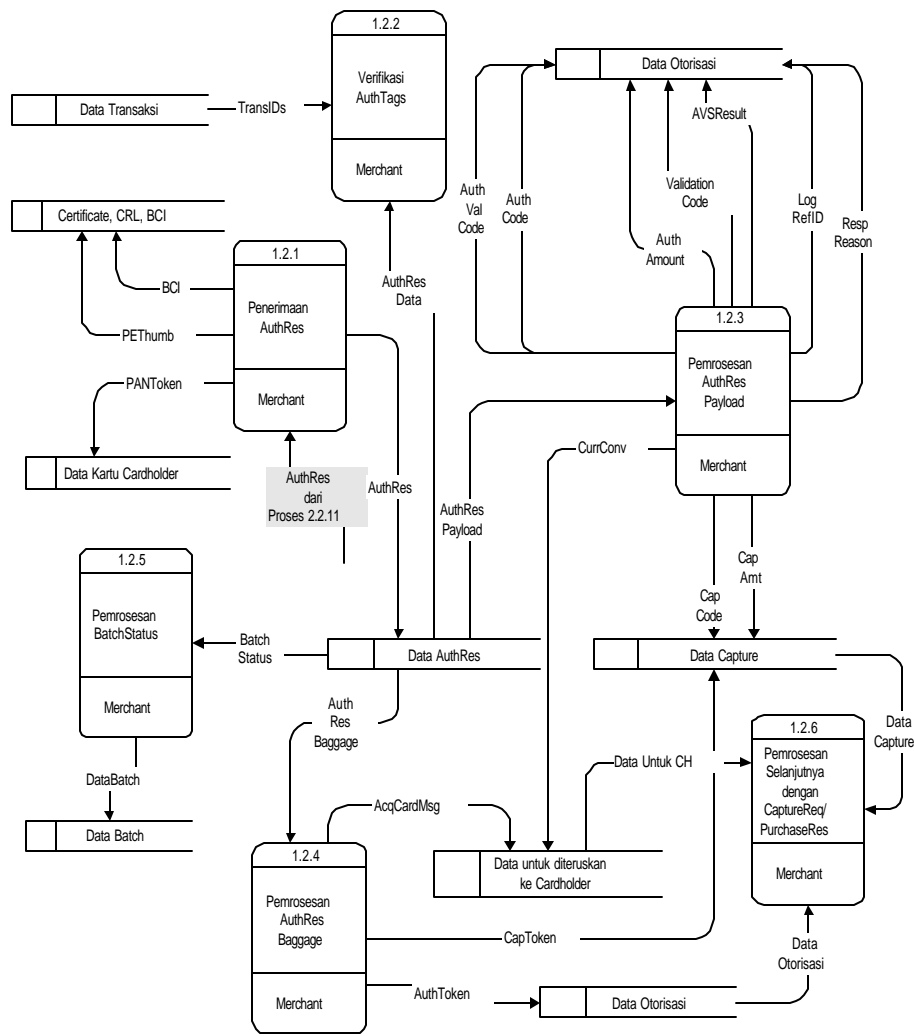 1.2.2
Verifikasi
AuthTags
Merchant
Data Transaksi
TransIDs
Data Otorisasi
AVSResult
Auth
Val
Code
Auth
Code
Validation
Code
Auth
Amount
Log
RefID
Resp
Reason
Certificate, CRL, BCI
1.2.1
Penerimaan
AuthRes
Merchant
BCI
PEThumb
PANToken
Data Kartu Cardholder
AuthRes
Data
AuthRes
dari
Proses 2.2.11
AuthRes
AuthRes
Payload
1.2.3
Pemrosesan
AuthRes
Payload
Merchant
CurrConv
Cap
Code
Cap
Amt
1.2.5
Pemrosesan
BatchStatus
Merchant
Batch
Status
Data AuthRes
Data Capture
Auth
Res
Baggage
DataBatch
Data Batch
1.2.6
Pemrosesan
Selanjutnya
dengan
CaptureReq/
PurchaseRes
Merchant
Data
Capture
Data Untuk CH
AcqCardMsg
1.2.4
Pemrosesan
AuthRes
Baggage
Merchant
Data untuk diteruskan
ke Cardholder
CapToken
Data
Otorisasi
AuthToken
Data Otorisasi